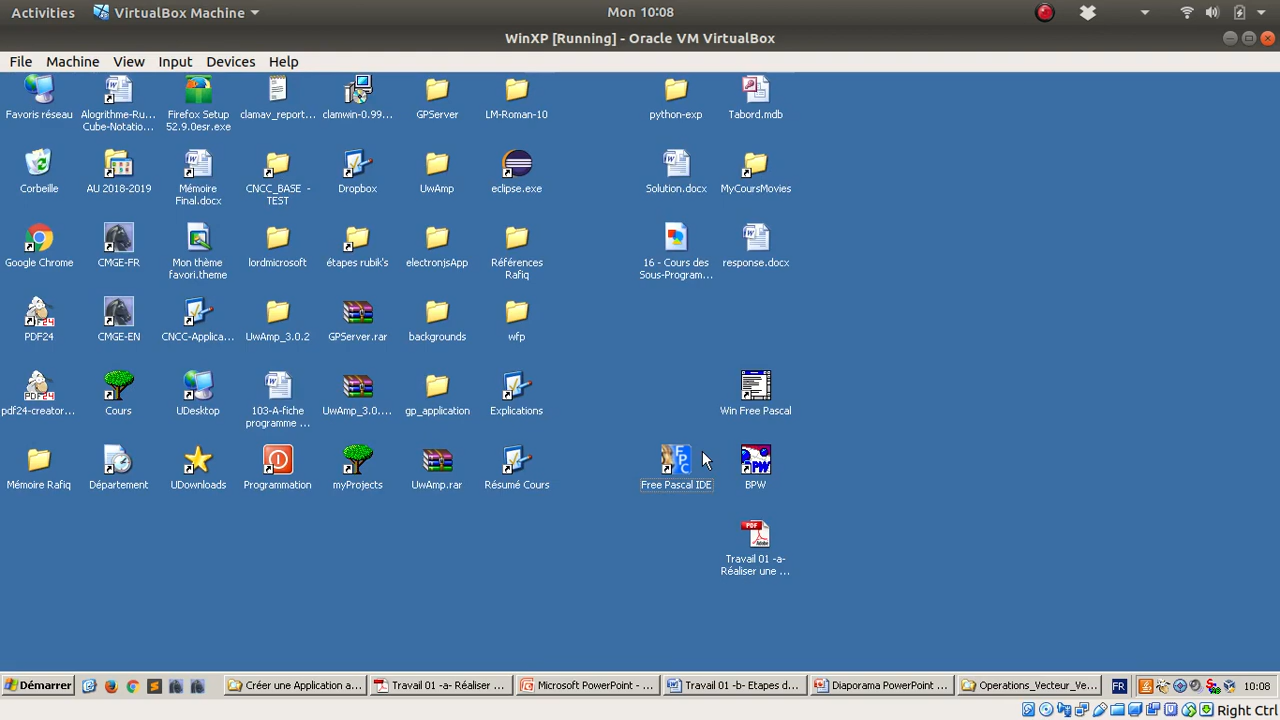 Activities VirtualBox Machine Mon 10:08
WinXP [Running] - Oracle VM VirtualBox
File Machine View Input Devices Help
Favoris réseau
Alogrithme-Ru... Cube-Notatio...
Firefox Setup 52.9.0esr.exe
clamav_report...
clamwin-0.99...
GPServer
LM-Roman-10
python-exp
Tabord.mdb
Corbeille
AU 2018-2019
Mémoire Final.docx
CNCC_BASE - TEST
Dropbox
UwAmp
eclipse.exe
Solution.docx
MyCoursMovies
Google Chrome
CMGE-FR
Mon thème favori.theme
lordmicrosoft
étapes rubik's
electronjsApp
Références Rafiq
16 - Cours des Sous-Program...
response.docx
PDF24
CMGE-EN
CNCC-Applica...
UwAmp_3.0.2
GPServer.rar
backgrounds
wfp
pdf24-creator...
Cours
UDesktop
103-A-fiche programme ...
UwAmp_3.0....
gp_application
Explications
Win Free Pascal
Mémoire Rafiq
Département
UDownloads
Programmation
myProjects
UwAmp.rar
Résumé Cours
Free Pascal IDE
BPW
Travail 01 -a- Réaliser une ...
Démarrer
Créer une Application a...
Travail 01 -a- Réaliser ...
Microsoft PowerPoint - ...
Travail 01 -b- Etapes d...
Diaporama PowerPoint ...
Operations_Vecteur_Ve...
FR
10:08
Right Ctrl